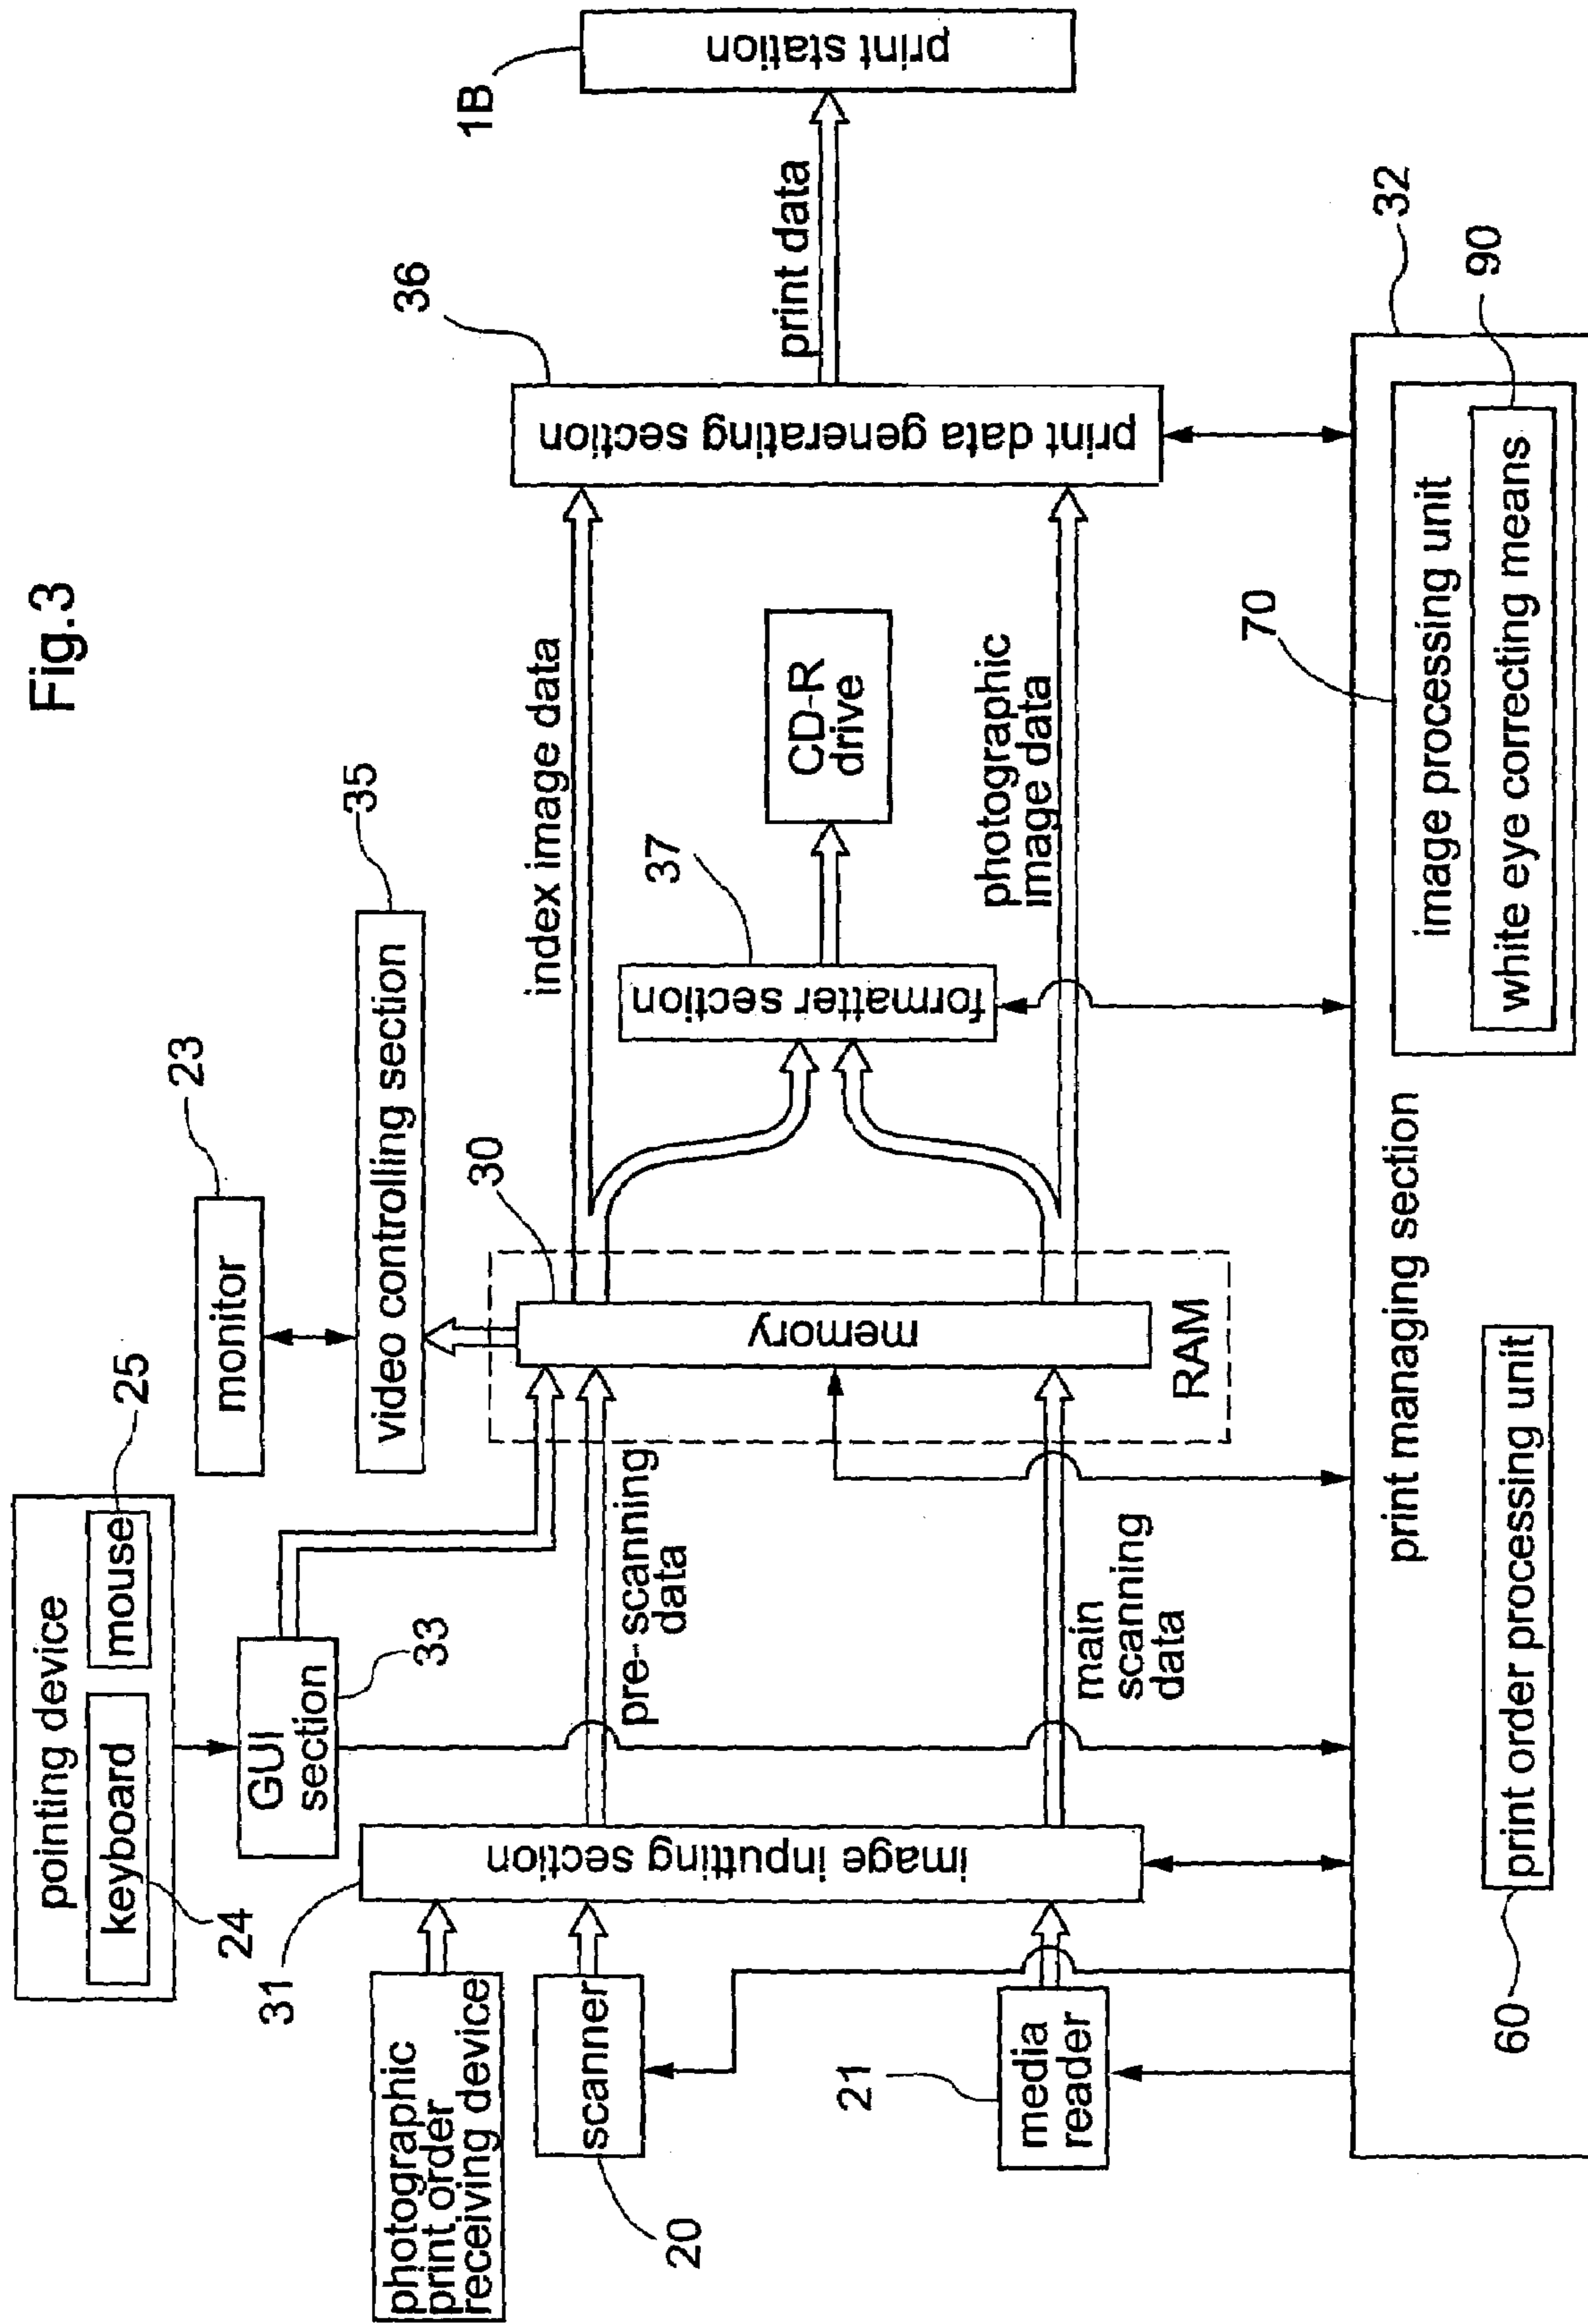 Fig.3
pointing device
keyboard
mouse
24
25
GUI
section
33
monitor
23
video controlling section
35
31
image inputting section
photographic
print order
receiving device
scanner
20
media
reader
21
pre-scanning
data
main
scanning
data
30
memory
RAM
index image data
photographic
image data
37
formatter section
CD-R
drive
36
print data generating section
print data
1B
print station
print managing section
32
print order processing unit
60
70
image processing unit
white eye correcting means
90